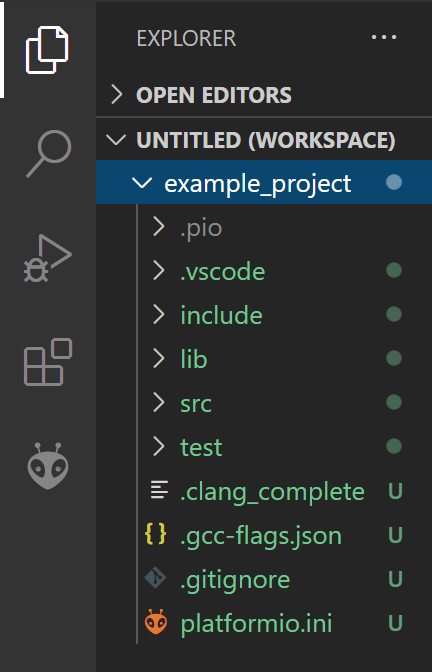 EXPLORER
OPEN EDITORS
UNTITLED (WORKSPACE)
example_project
.pio
.vscode
include
lib
src
test
.clang_complete U
{} .gcc-flags.json U
.gitignore U
platformio.ini U